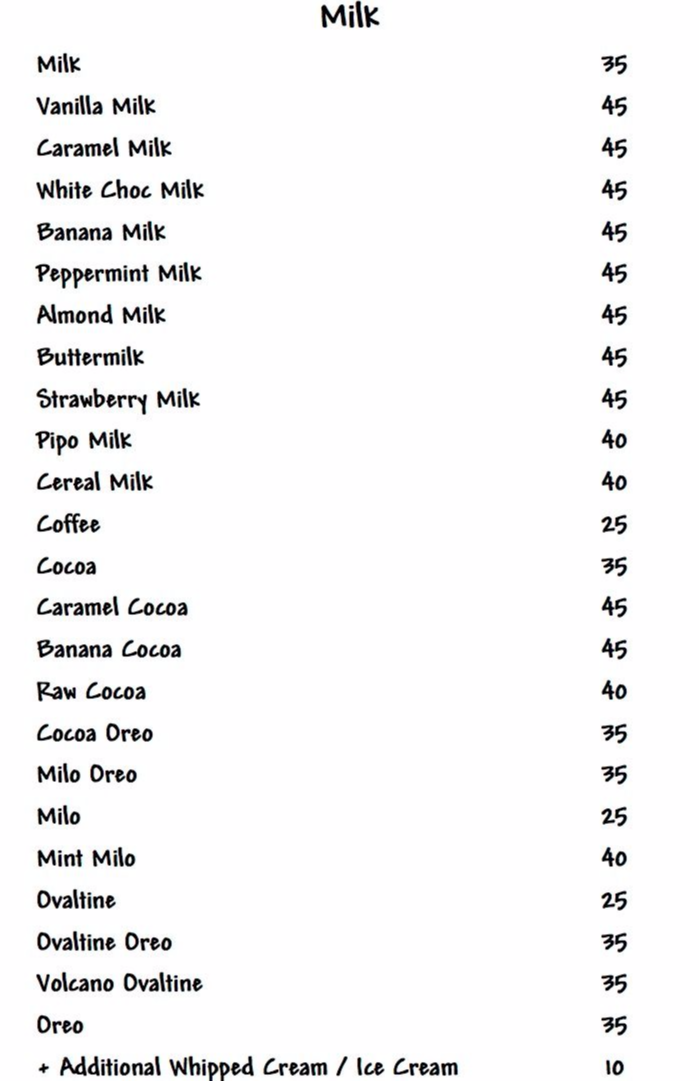 Milk
Milk 35
Vanilla Milk 45
Caramel Milk 45
White Choc Milk 45
Banana Milk 45
Peppermint Milk 45
Almond Milk 45
Buttermilk 45
Strawberry Milk 45
Pipo Milk 40
Cereal Milk 40
Coffee 25
Cocoa 35
Caramel Cocoa 45
Banana Cocoa 45
Raw Cocoa 40
Cocoa Oreo 35
Milo Oreo 35
Milo 25
Mint Milo 40
Ovaltine 25
Ovaltine Oreo 35
Volcano Ovaltine 35
Oreo 35
+ Additional Whipped Cream / Ice Cream 10